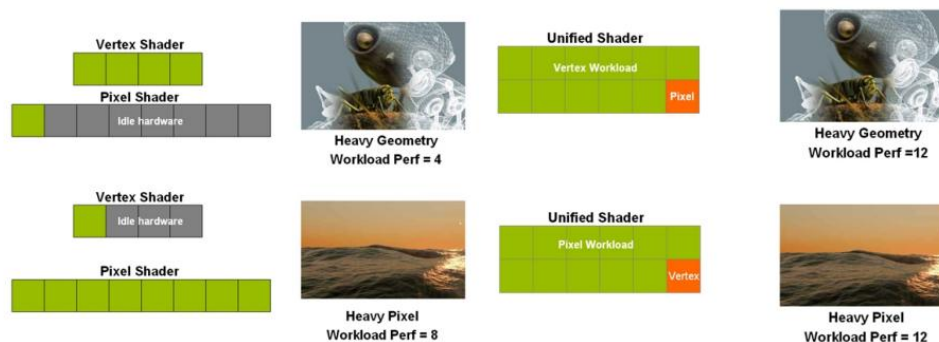 Vertex Shader
Pixel Shader
Idle hardware
Heavy Geometry
Workload Perf = 4
Unified Shader
Vertex Workload
Pixel
Heavy Geometry
Workload Perf =12
Vertex Shader
Idle hardware
Pixel Shader
Heavy Pixel
Workload Perf = 8
Unified Shader
Pixel Workload
Vertex
Heavy Pixel
Workload Perf = 12